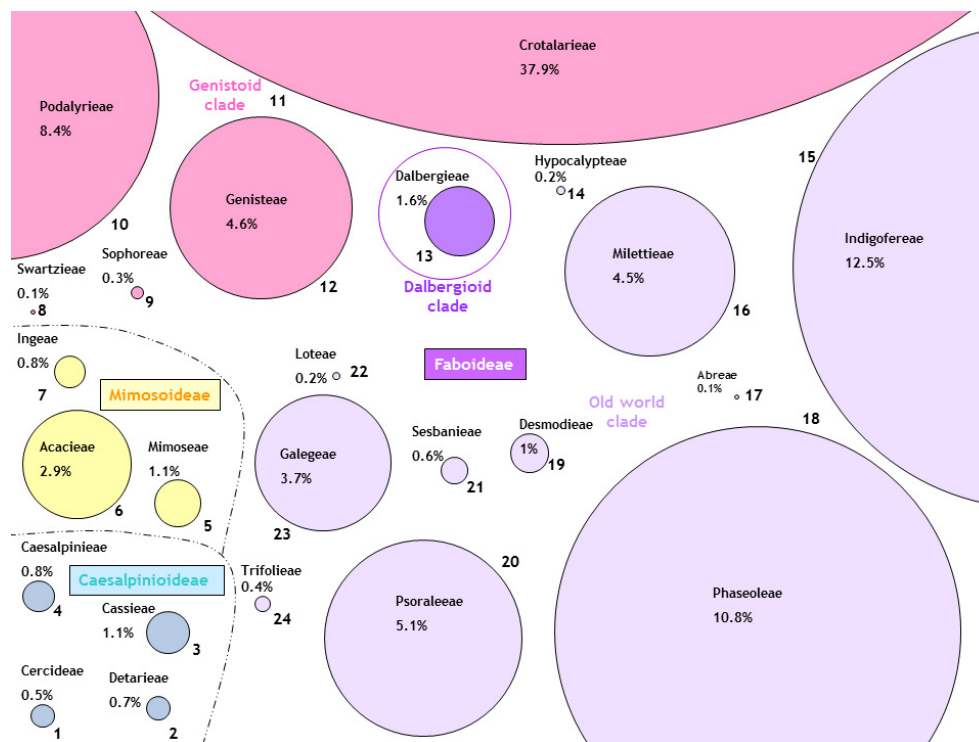 Crotalarieae
37.9%
Genistoid
clade
11
Podalyrieae
8.4%
15
Hypocalypteae
0.2%
14
Dalbergieae
1.6%
13
Dalbergioid
clade
Genisteae
4.6%
12
10
Indigofereae
12.5%
Milettieae
4.5%
16
Sophoreae
0.3%
9
Swartzieae
0.1%
8
Ingeae
0.8%
7
Mimosoideae
Loteae
0.2%
22
Faboideae
Abreae
0.1%
17
Old world
clade
18
Acacieae
2.9%
6
Mimoseae
1.1%
5
Galegeae
3.7%
23
Sesbanieae
0.6%
21
Desmodieae
1%
19
Caesalpinieae
0.8%
4
Caesalpinioideae
Cassieae
1.1%
3
Trifolieae
0.4%
24
20
Psoraleeae
5.1%
Phaseoleae
10.8%
Cercideae
0.5%
1
Detarieae
0.7%
2